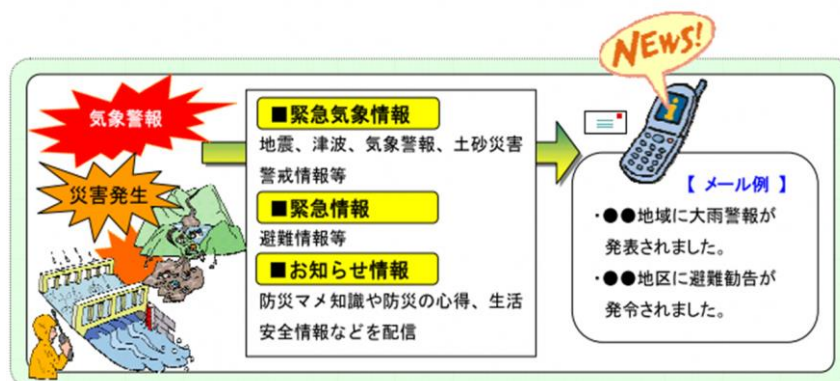 NEWS!
気象警報
災害発生
■緊急気象情報
地震、津波、気象警報、土砂災害
警戒情報等
■緊急情報
避難情報等
■お知らせ情報
防災マメ知識や防災の心得、生活
安全情報などを配信
【 メール例 】
・●●地域に大雨警報が
発表されました。
・●●地区に避難勧告が
発令されました。